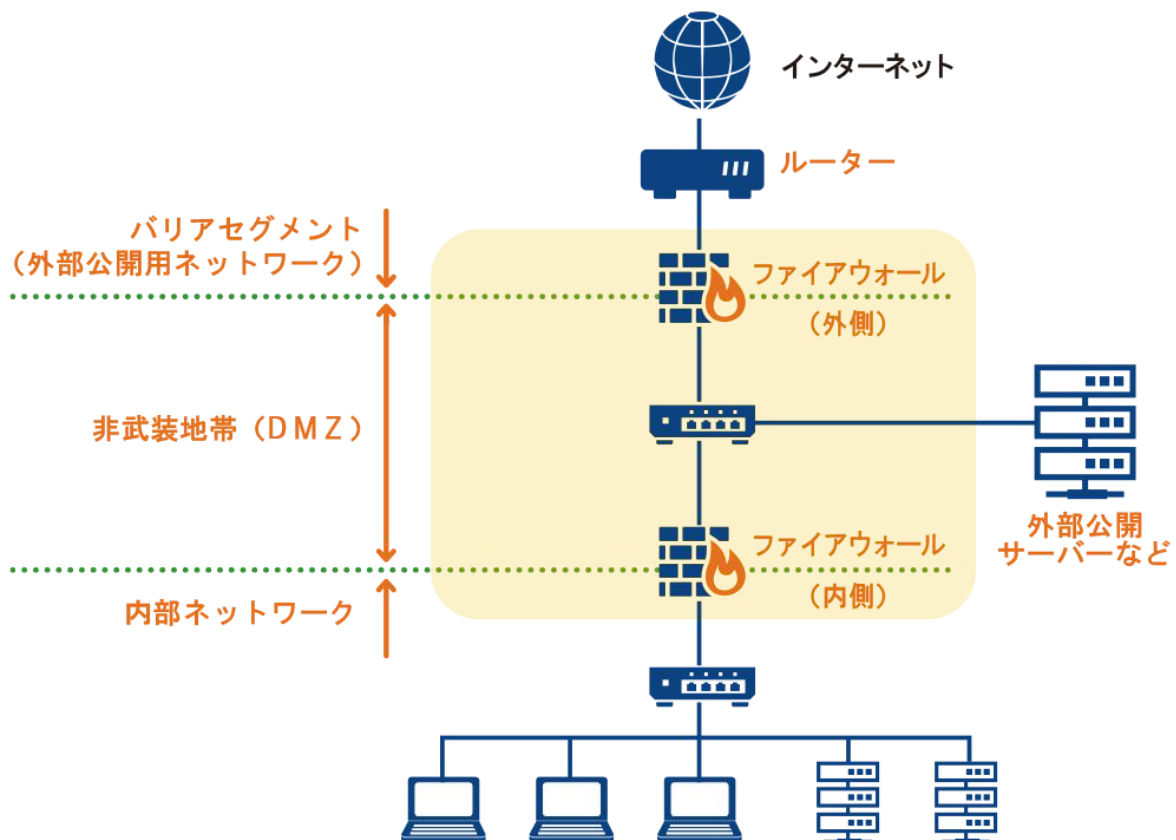 インターネット
ルーター
バリアセグメント
（外部公開用ネットワーク）
ファイアウォール
（外側）
非武装地帯（ＤＭＺ）
外部公開
サーバーなど
ファイアウォール
（内側）
内部ネットワーク